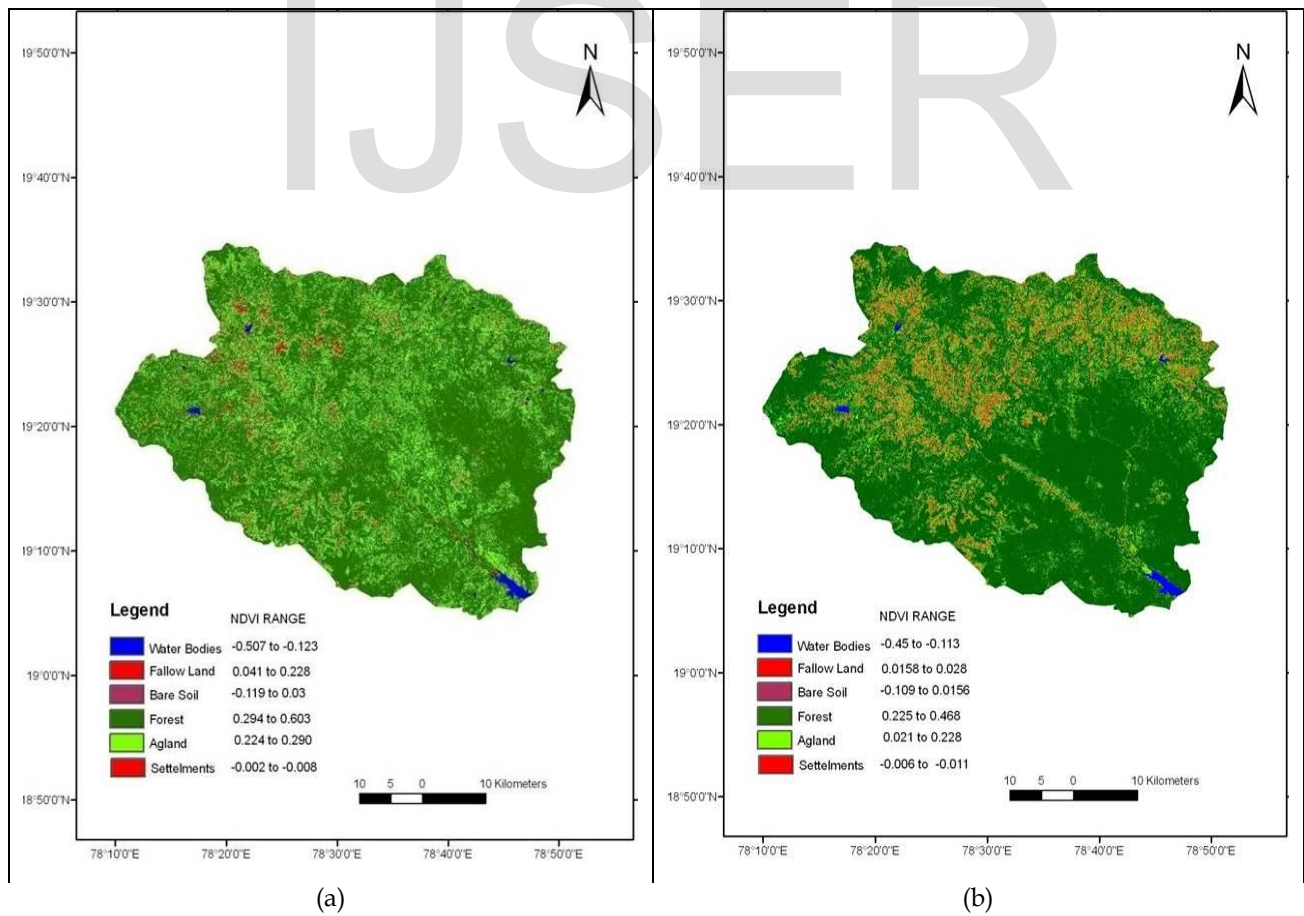 IJSER
N
19°50'0"N
19°40'0"N
19°30'0"N
19°20'0"N
19°10'0"N
19°0'0"N
18°50'0"N
Legend
NDVI RANGE
Water Bodies -0.507 to -0.123
Fallow Land 0.041 to 0.228
Bare Soil -0.119 to 0.03
Forest 0.294 to 0.603
Agland 0.224 to 0.290
Settelments -0.002 to -0.008
10 5 0 10 Kilometers
78°10'0"E 78°20'0"E 78°30'0"E 78°40'0"E 78°50'0"E
(a)
N
19°50'0"N
19°40'0"N
19°30'0"N
19°20'0"N
19°10'0"N
19°0'0"N
18°50'0"N
Legend
NDVI RANGE
Water Bodies -0.45 to -0.113
Fallow Land 0.0158 to 0.028
Bare Soil -0.109 to 0.0156
Forest 0.225 to 0.468
Agland 0.021 to 0.228
Settelments -0.006 to -0.011
10 5 0 10 Kilometers
78°10'0"E 78°20'0"E 78°30'0"E 78°40'0"E 78°50'0"E
(b)